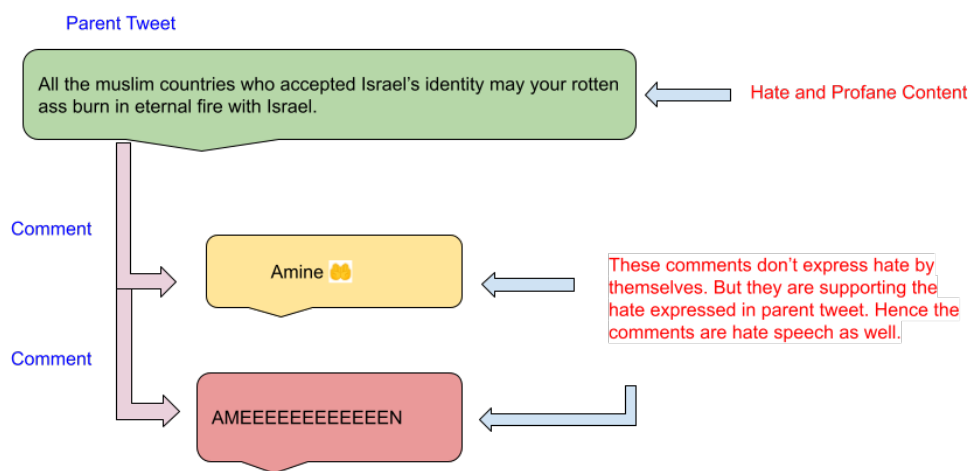 Parent Tweet
All the muslim countries who accepted Israel's identity may your rotten
ass burn in eternal fire with Israel.
Hate and Profane Content
Comment
Amine 🤲
These comments don't express hate by
themselves. But they are supporting the
hate expressed in parent tweet. Hence the
comments are hate speech as well.
Comment
AMEEEEEEEEEEEEEN